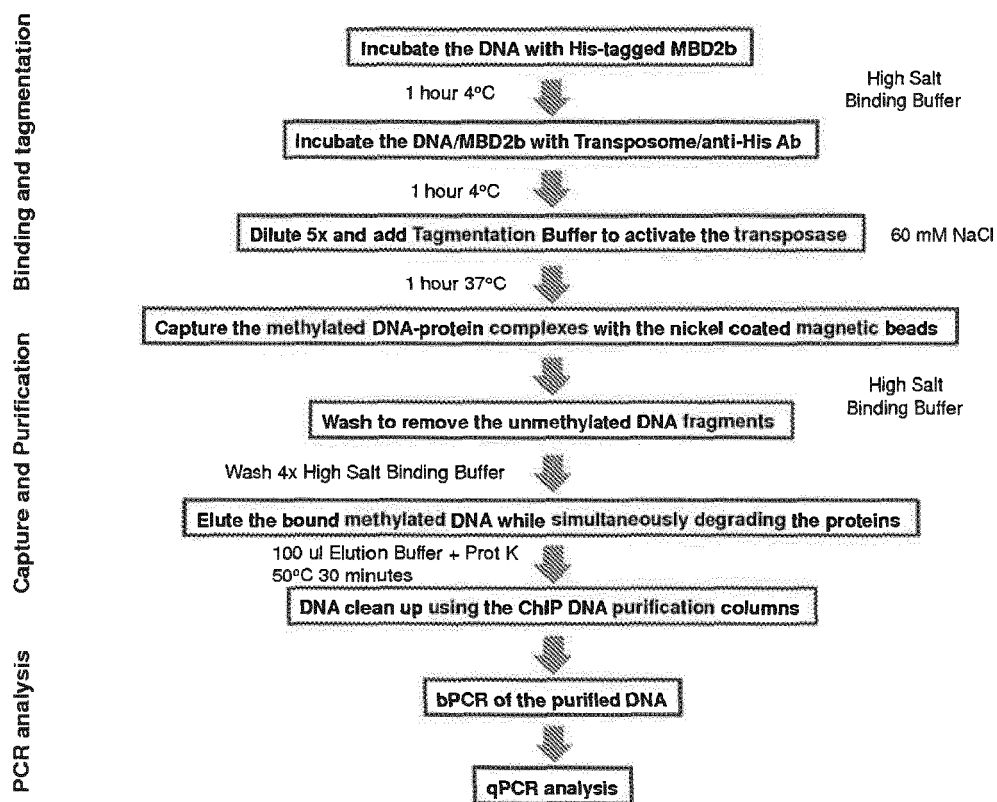 Binding and tagmentation
Incubate the DNA with His-tagged MBD2b
1 hour 4ºC
High Salt
Binding Buffer
Incubate the DNA/MBD2b with Transposome/anti-His Ab
1 hour 4ºC
Dilute 5x and add Tagmentation Buffer to activate the transposase
60 mM NaCl
1 hour 37ºC
Capture and Purification
Capture the methylated DNA-protein complexes with the nickel coated magnetic beads
High Salt
Binding Buffer
Wash to remove the unmethylated DNA fragments
Wash 4x High Salt Binding Buffer
Elute the bound methylated DNA while simultaneously degrading the proteins
100 ul Elution Buffer + Prot K
50ºC 30 minutes
DNA clean up using the ChIP DNA purification columns
PCR analysis
bPCR of the purified DNA
qPCR analysis